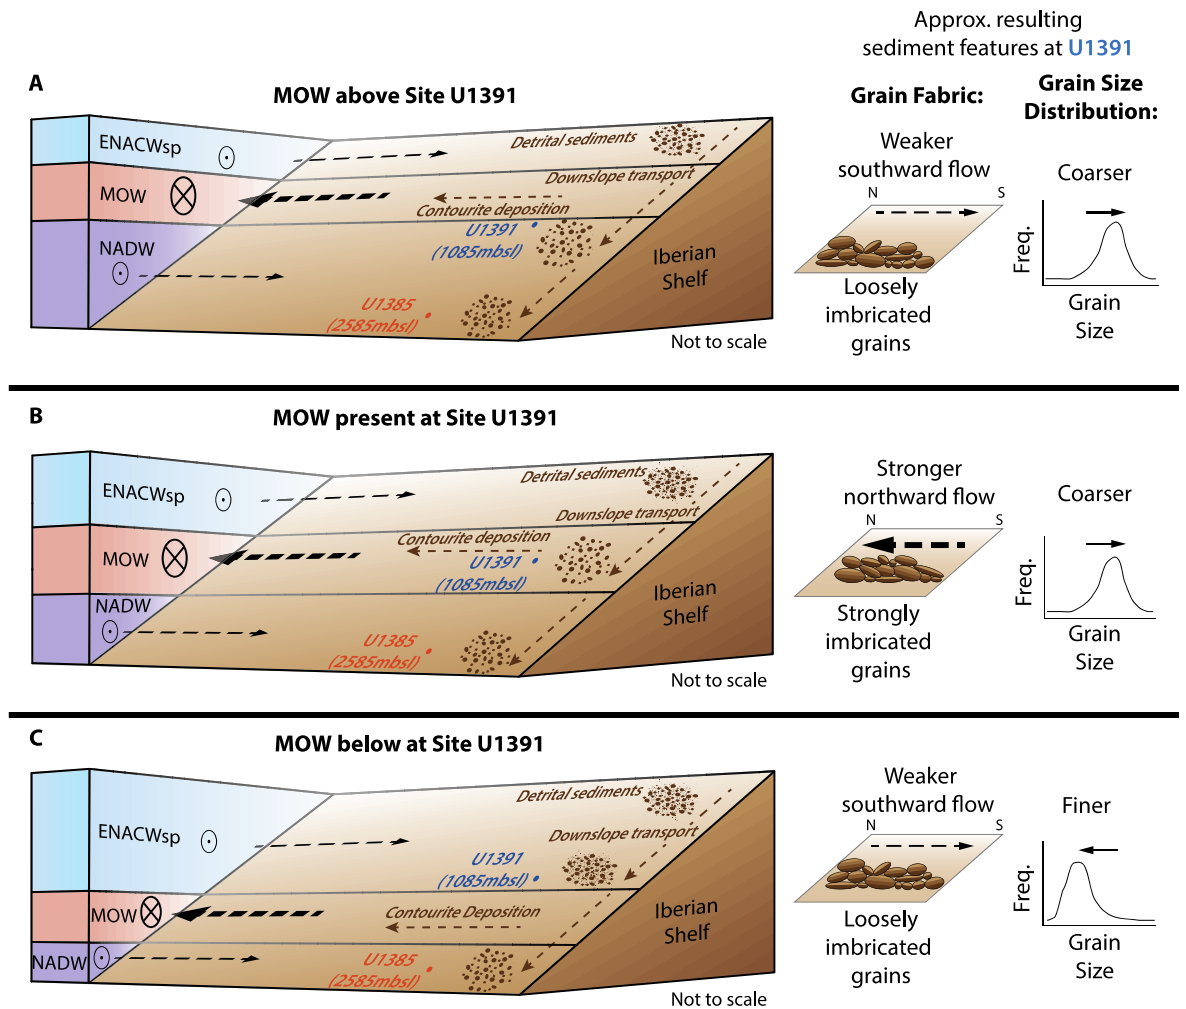 Approx. resulting
sediment features at U1391
A
MOW above Site U1391
Grain Fabric:
Grain Size
Distribution:
ENACWsp
MOW
NADW
Detrital sediments
Downslope transport
Contourite deposition
U1391
(1085mbsl)
U1385
(2585mbsl)
Iberian
Shelf
Not to scale
Weaker
southward flow
N
S
Loosely
imbricated
grains
Coarser
Freq.
Grain
Size
B
MOW present at Site U1391
ENACWsp
MOW
NADW
Detrital sediments
Downslope transport
Contourite deposition
U1391
(1085mbsl)
U1385
(2585mbsl)
Iberian
Shelf
Not to scale
Stronger
northward flow
N
S
Strongly
imbricated
grains
Coarser
Freq.
Grain
Size
C
MOW below at Site U1391
ENACWsp
MOW
NADW
Detrital sediments
Downslope transport
U1391
(1085mbsl)
Contourite Deposition
U1385
(2585mbsl)
Iberian
Shelf
Not to scale
Weaker
southward flow
N
S
Loosely
imbricated
grains
Finer
Freq.
Grain
Size